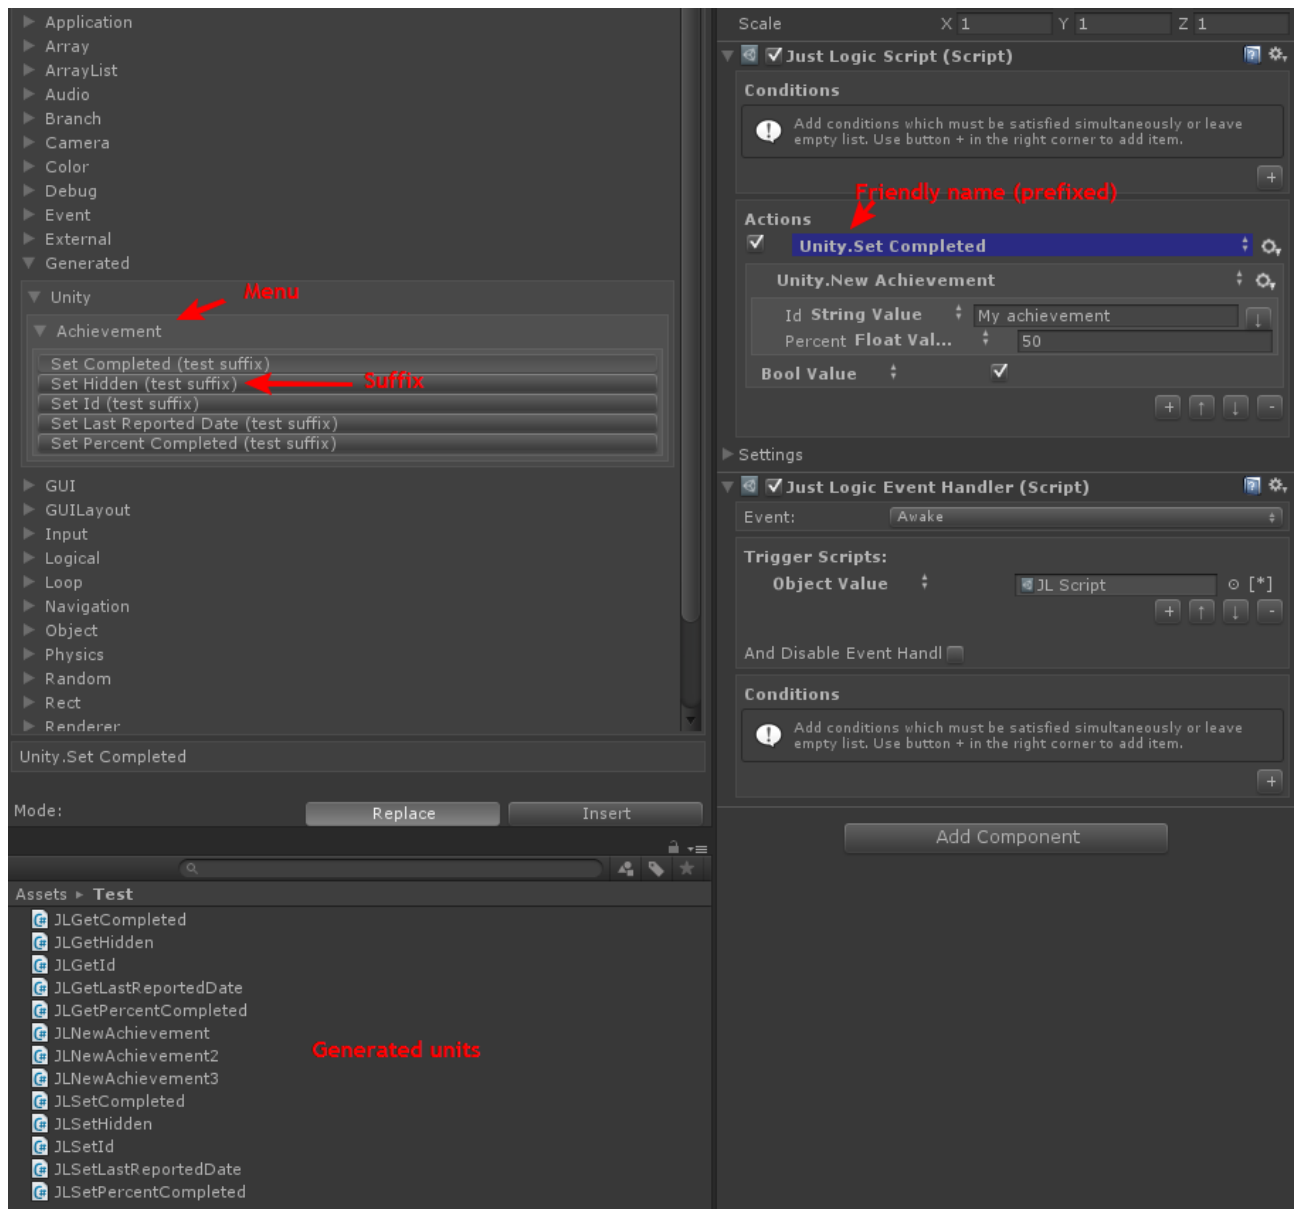 Application
Array
ArrayList
Audio
Branch
Camera
Color
Debug
Event
External
Generated
Unity
Menu
Achievement
Set Completed (test suffix)
Set Hidden (test suffix)
Suffix
Set Id (test suffix)
Set Last Reported Date (test suffix)
Set Percent Completed (test suffix)
GUI
GUILayout
Input
Logical
Loop
Navigation
Object
Physics
Random
Rect
Renderer
Unity.Set Completed
Mode: Replace Insert
Assets ▸ Test
JLGetCompleted
JLGetHidden
JLGetId
JLGetLastReportedDate
JLGetPercentCompleted
JLNewAchievement
JLNewAchievement2
JLNewAchievement3
JLSetCompleted
JLSetHidden
JLSetId
JLSetLastReportedDate
JLSetPercentCompleted
Generated units
Scale X 1 Y 1 Z 1
Just Logic Script (Script)
Conditions
Add conditions which must be satisfied simultaneously or leave
empty list. Use button + in the right corner to add item.
+
Friendly name (prefixed)
Actions
Unity.Set Completed
Unity.New Achievement
Id String Value My achievement ↓
Percent Float Val... 50
Bool Value
+ ↑ ↓ -
Settings
Just Logic Event Handler (Script)
Event: Awake
Trigger Scripts:
Object Value JL Script [*]
+ ↑ ↓ -
And Disable Event Handl
Conditions
Add conditions which must be satisfied simultaneously or leave
empty list. Use button + in the right corner to add item.
+
Add Component